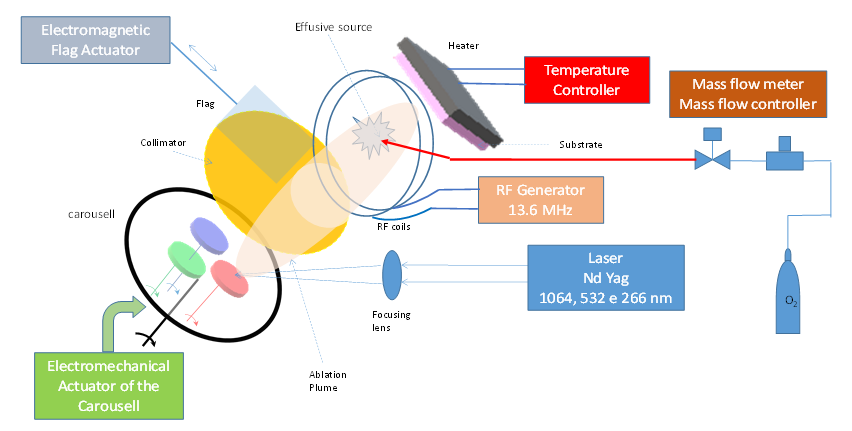 Electromagnetic
Flag Actuator
Effusive source
Heater
Temperature
Controller
Mass flow meter
Mass flow controller
Flag
Collimator
Substrate
carousell
RF Generator
13.6 MHz
RF coils
Laser
Nd Yag
1064, 532 e 266 nm
O2
Focusing
lens
Electromechanical
Actuator of the
Carousell
Ablation
Plume